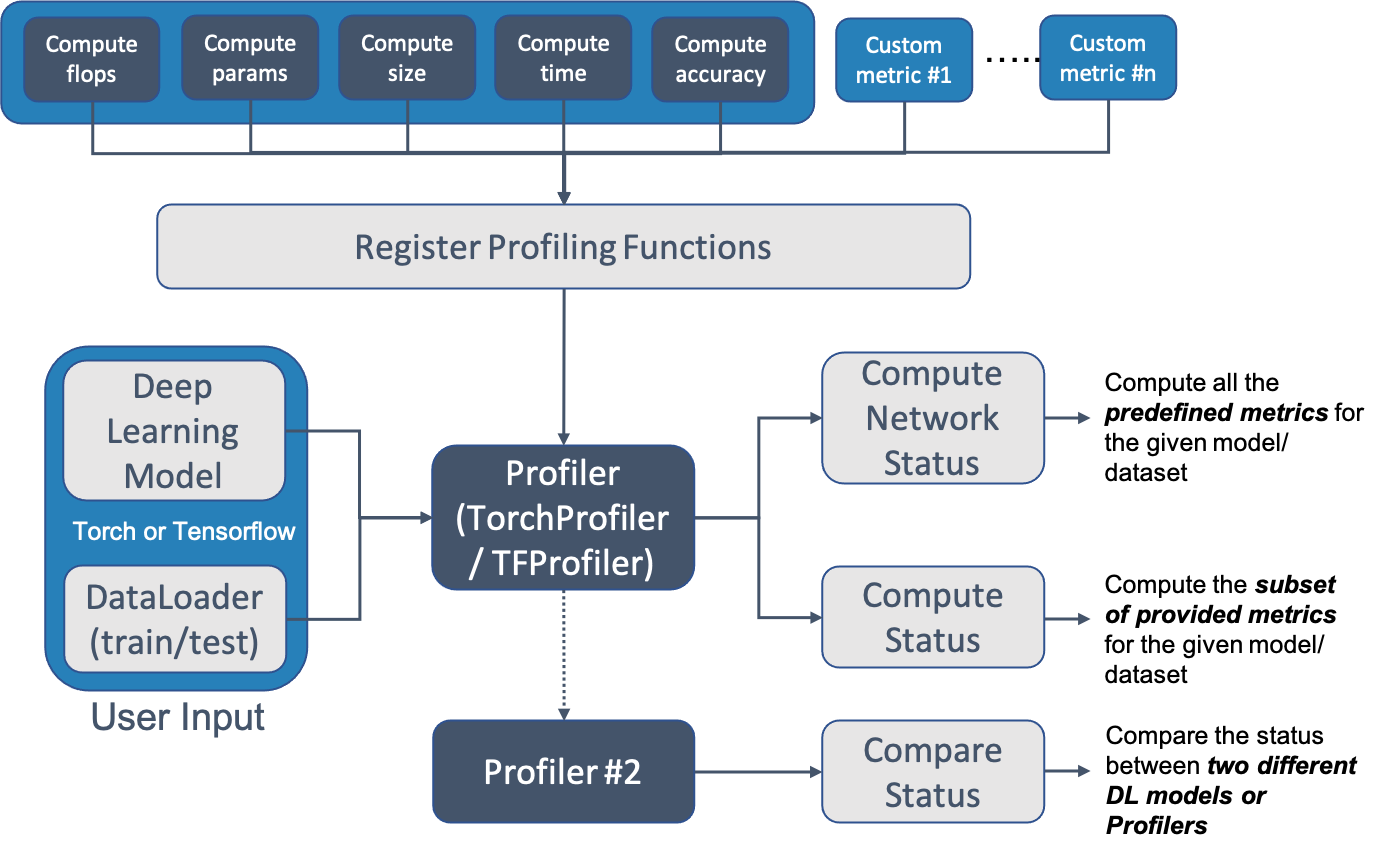 Compute
flops
Compute
params
Compute
size
Compute
time
Compute
accuracy
Custom
metric #1
.....
Custom
metric #n
Register Profiling Functions
Deep
Learning
Model
Torch or Tensorflow
DataLoader
(train/test)
User Input
Profiler
(TorchProfiler
/ TFProfiler)
Compute
Network
Status
Compute all the
predefined metrics for
the given model/
dataset
Compute
Status
Compute the subset
of provided metrics
for the given model/
dataset
Profiler #2
Compare
Status
Compare the status
between two different
DL models or
Profilers